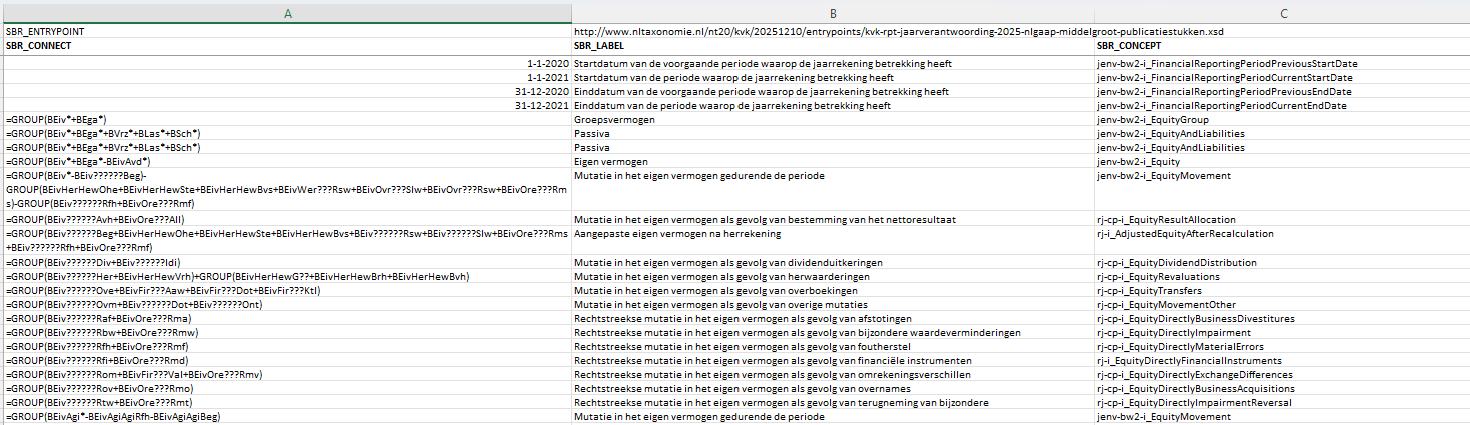 A B C
SBR_ENTRYPOINT http://www.nltaxonomie.nl/nt20/kvk/20251210/entrypoints/kvk-rpt-jaarverantwoording-2025-nlgaap-middelgroot-publicatiestukken.xsd
SBR_CONNECT SBR_LABEL SBR_CONCEPT
1-1-2020 Startdatum van de voorgaande periode waarop de jaarrekening betrekking heeft jenv-bw2-i_FinancialReportingPeriodPreviousStartDate
1-1-2021 Startdatum van de periode waarop de jaarrekening betrekking heeft jenv-bw2-i_FinancialReportingPeriodCurrentStartDate
31-12-2020 Einddatum van de voorgaande periode waarop de jaarrekening betrekking heeft jenv-bw2-i_FinancialReportingPeriodPreviousEndDate
31-12-2021 Einddatum van de periode waarop de jaarrekening betrekking heeft jenv-bw2-i_FinancialReportingPeriodCurrentEndDate
=GROUP(BEiv*+BEga*) Groepsvermogen jenv-bw2-i_EquityGroup
=GROUP(BEiv*+BEga*+BVrz*+BLas*+BSch*) Passiva jenv-bw2-i_EquityAndLiabilities
=GROUP(BEiv*+BEga*+BVrz*+BLas*+BSch*) Passiva jenv-bw2-i_EquityAndLiabilities
=GROUP(BEiv*+BEga*-BEivAvd*) Eigen vermogen jenv-bw2-i_Equity
=GROUP(BEiv*-BEiv??????Beg)- Mutatie in het eigen vermogen gedurende de periode jenv-bw2-i_EquityMovement
GROUP(BEivHerHewOhe+BEivHerHewSte+BEivHerHewBvs+BEivWer???Rsw+BEivOvr???Slw+BEivOvr???Rsw+BEivOre???Rm
s)-GROUP(BEiv??????Rfh+BEivOre???Rmf)
=GROUP(BEiv??????Avh+BEivOre???All) Mutatie in het eigen vermogen als gevolg van bestemming van het nettoresultaat rj-cp-i_EquityResultAllocation
=GROUP(BEiv??????Beg+BEivHerHewOhe+BEivHerHewSte+BEivHerHewBvs+BEiv??????Rsw+BEiv??????Slw+BEivOre???Rms Aangepaste eigen vermogen na herrekening rj-i_AdjustedEquityAfterRecalculation
+BEiv??????Rfh+BEivOre???Rmf)
=GROUP(BEiv??????Div+BEiv??????Idi) Mutatie in het eigen vermogen als gevolg van dividenduitkeringen rj-cp-i_EquityDividendDistribution
=GROUP(BEiv??????Her+BEivHerHewVrh)+GROUP(BEivHerHewG??+BEivHerHewBrh+BEivHerHewBvh) Mutatie in het eigen vermogen als gevolg van herwaarderingen rj-cp-i_EquityRevaluations
=GROUP(BEiv??????Ove+BEivFir???Aaw+BEivFir???Dot+BEivFir???Ktl) Mutatie in het eigen vermogen als gevolg van overboekingen rj-cp-i_EquityTransfers
=GROUP(BEiv??????Ovm+BEiv??????Dot+BEiv??????Ont) Mutatie in het eigen vermogen als gevolg van overige mutaties rj-cp-i_EquityMovementOther
=GROUP(BEiv??????Raf+BEivOre???Rma) Rechtstreekse mutatie in het eigen vermogen als gevolg van afstotingen rj-cp-i_EquityDirectlyBusinessDivestitures
=GROUP(BEiv??????Rbw+BEivOre???Rmw) Rechtstreekse mutatie in het eigen vermogen als gevolg van bijzondere waardeverminderingen rj-cp-i_EquityDirectlyImpairment
=GROUP(BEiv??????Rfh+BEivOre???Rmf) Rechtstreekse mutatie in het eigen vermogen als gevolg van foutherstel rj-cp-i_EquityDirectlyMaterialErrors
=GROUP(BEiv??????Rfi+BEivOre???Rmd) Rechtstreekse mutatie in het eigen vermogen als gevolg van financiële instrumenten rj-i_EquityDirectlyFinancialInstruments
=GROUP(BEiv??????Rom+BEivFir???Val+BEivOre???Rmv) Rechtstreekse mutatie in het eigen vermogen als gevolg van omrekeningsverschillen rj-cp-i_EquityDirectlyExchangeDifferences
=GROUP(BEiv??????Rov+BEivOre???Rmo) Rechtstreekse mutatie in het eigen vermogen als gevolg van overnames rj-cp-i_EquityDirectlyBusinessAcquisitions
=GROUP(BEiv??????Rtw+BEivOre???Rmt) Rechtstreekse mutatie in het eigen vermogen als gevolg van terugneming van bijzondere rj-cp-i_EquityDirectlyImpairmentReversal
=GROUP(BEivAgi*-BEivAgiAgiRfh-BEivAgiAgiBeg) Mutatie in het eigen vermogen gedurende de periode jenv-bw2-i_EquityMovement